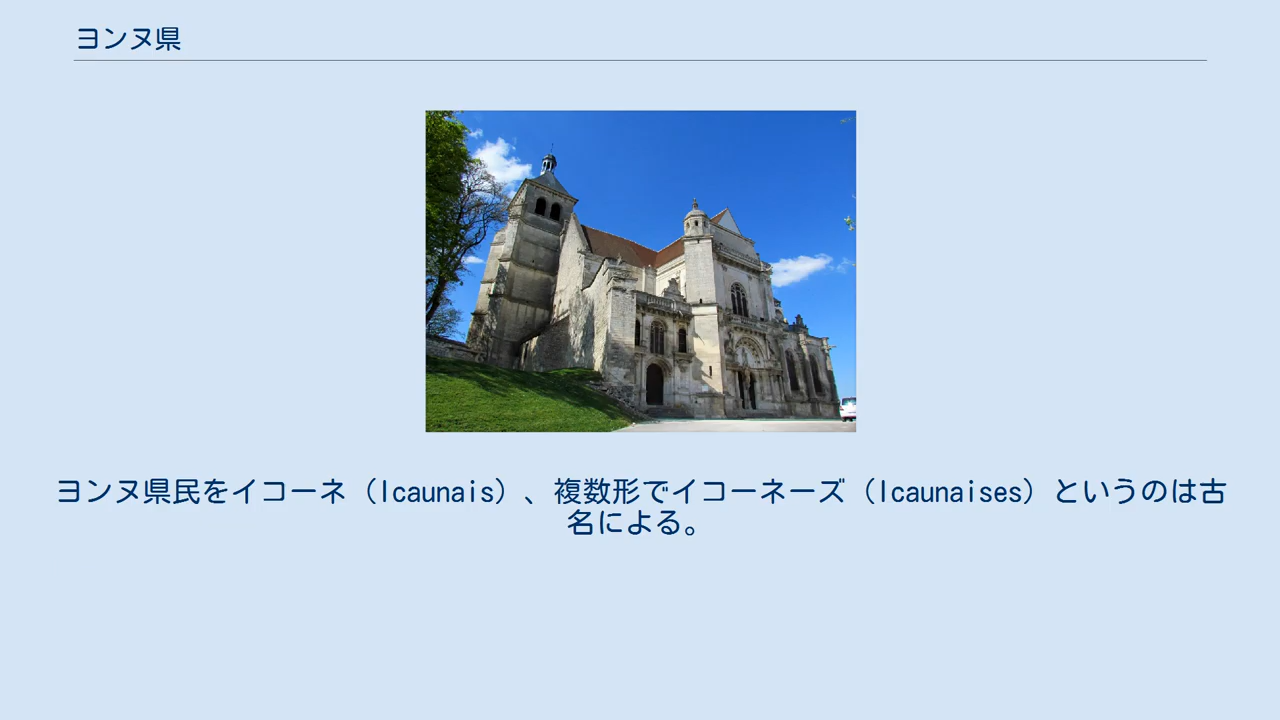 ヨンヌ県
ヨンヌ県民をイコーネ（Icaunais）、複数形でイコーネーズ（Icaunaises）というのは古
名による。